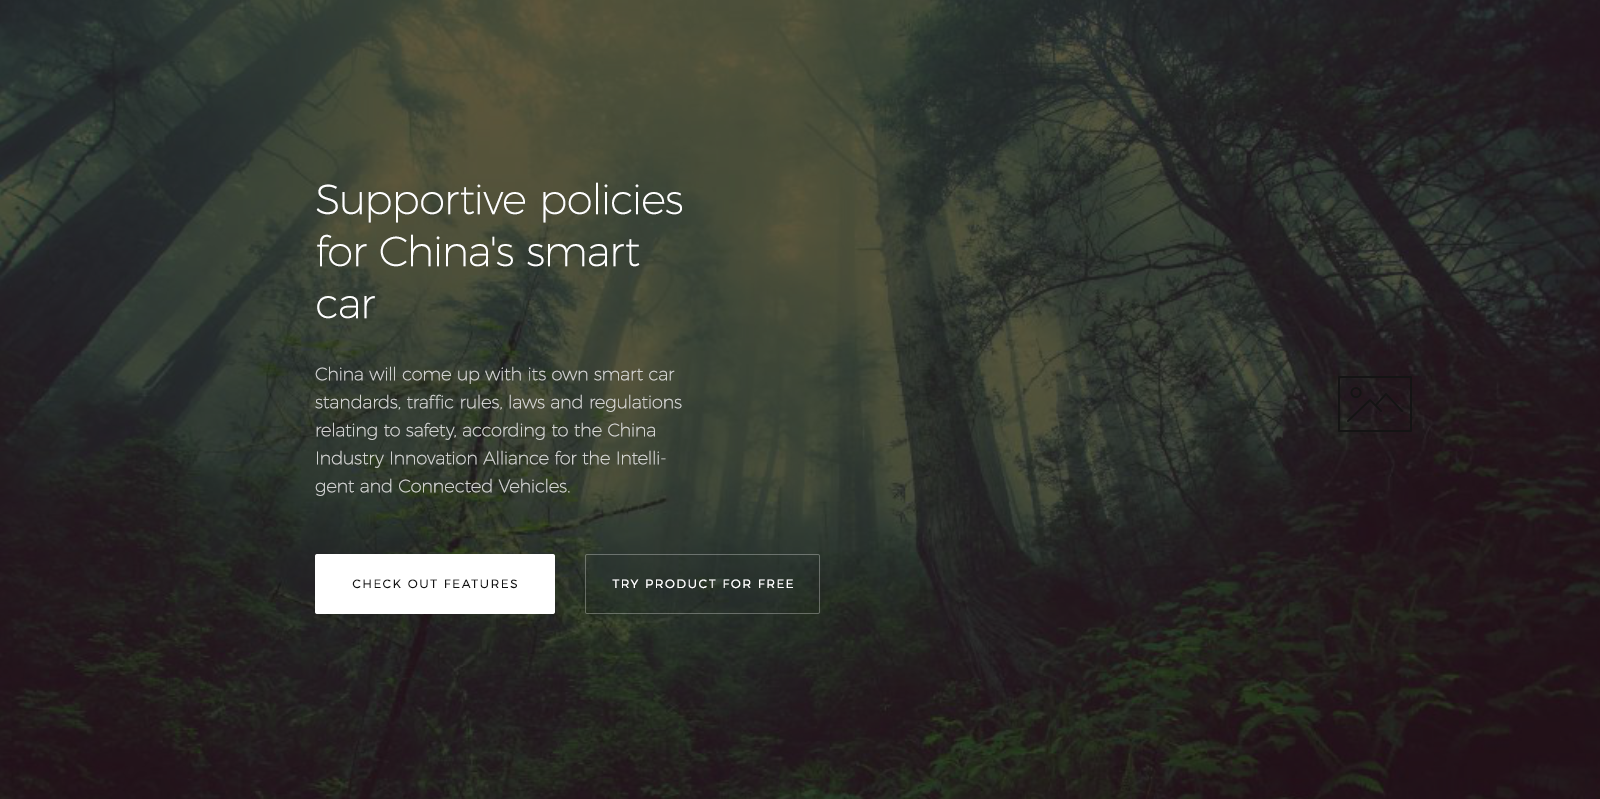 Supportive policies
for China's smart
car
China will come up with its own smart car
standards, traffic rules, laws and regulations
relating to safety, according to the China
Industry Innovation Alliance for the Intelli-
gent and Connected Vehicles.
CHECK OUT FEATURES
TRY PRODUCT FOR FREE